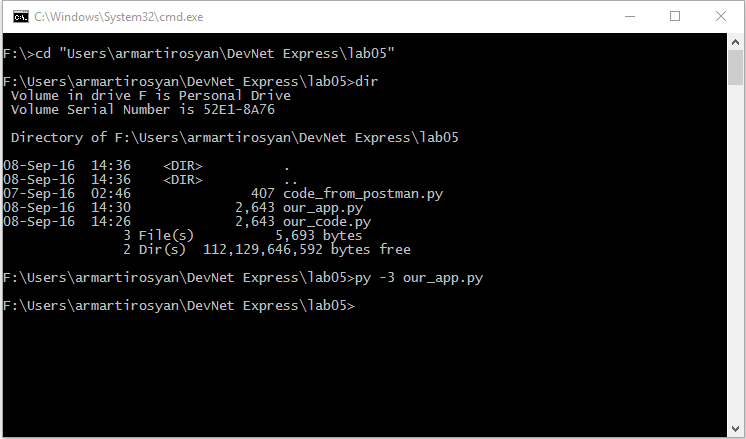 C:\Windows\System32\cmd.exe
F:\>cd "Users\armartirosyan\DevNet Express\lab05"
F:\Users\armartirosyan\DevNet Express\lab05>dir
 Volume in drive F is Personal Drive
 Volume Serial Number is 52E1-8A76
 Directory of F:\Users\armartirosyan\DevNet Express\lab05
08-Sep-16  14:36    <DIR>          .
08-Sep-16  14:36    <DIR>          ..
07-Sep-16  02:46               407 code_from_postman.py
08-Sep-16  14:30             2,643 our_app.py
08-Sep-16  14:26             2,643 our_code.py
               3 File(s)          5,693 bytes
               2 Dir(s)  112,129,646,592 bytes free
F:\Users\armartirosyan\DevNet Express\lab05>py -3 our_app.py
F:\Users\armartirosyan\DevNet Express\lab05>